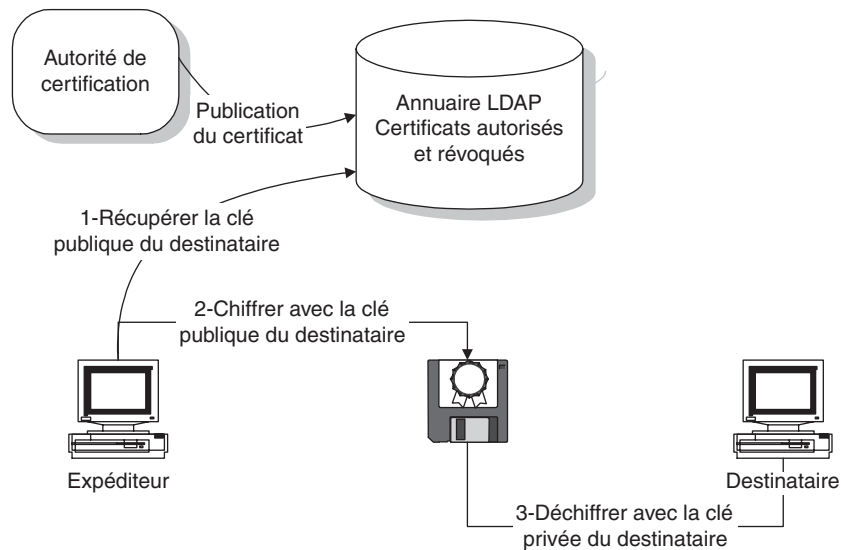 Autorité de
certification
Publication
du certificat
Annuaire LDAP
Certificats autorisés
et révoqués
1-Récupérer la clé
publique du destinataire
2-Chiffrer avec la clé
publique du destinataire
Expéditeur
Destinataire
3-Déchiffrer avec la clé
privée du destinataire